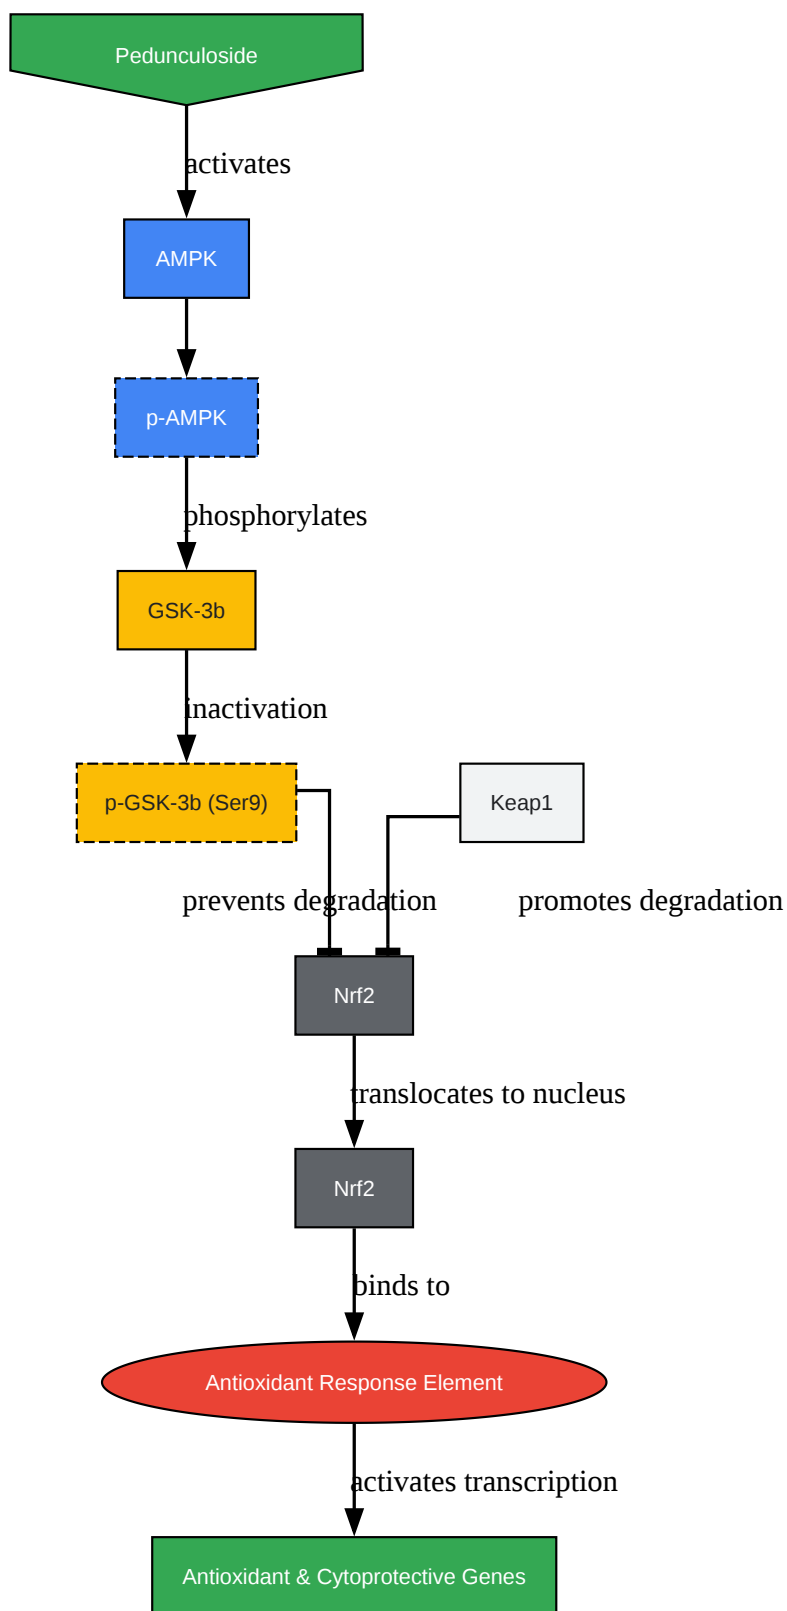 Pedunculoside
activates
AMPK
p-AMPK
phosphorylates
GSK-3b
inactivation
p-GSK-3b (Ser9)
Keap1
prevents degradation
promotes degradation
Nrf2
translocates to nucleus
Nrf2
binds to
Antioxidant Response Element
activates transcription
Antioxidant & Cytoprotective Genes